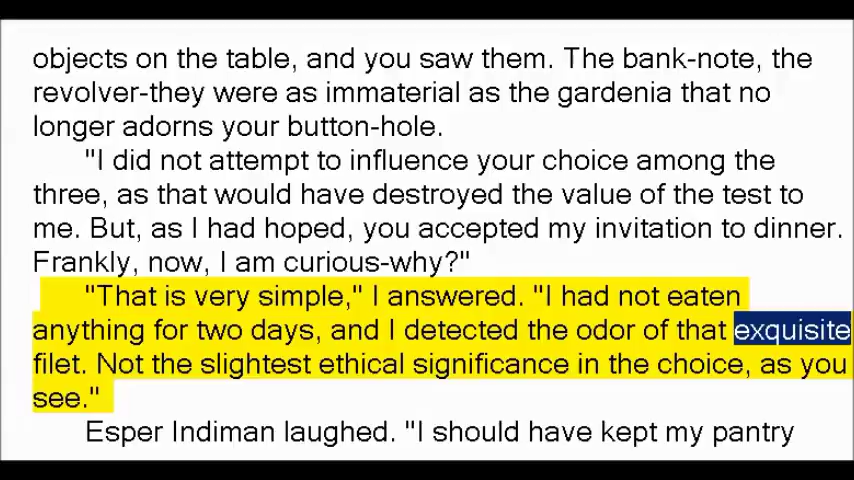 objects on the table, and you saw them. The bank-note, the
revolver-they were as immaterial as the gardenia that no
longer adorns your button-hole.
"I did not attempt to influence your choice among the
three, as that would have destroyed the value of the test to
me. But, as I had hoped, you accepted my invitation to dinner.
Frankly, now, I am curious-why?"
"That is very simple," I answered. "I had not eaten
anything for two days, and I detected the odor of that exquisite
filet. Not the slightest ethical significance in the choice, as you
see."
Esper Indiman laughed. "I should have kept my pantry